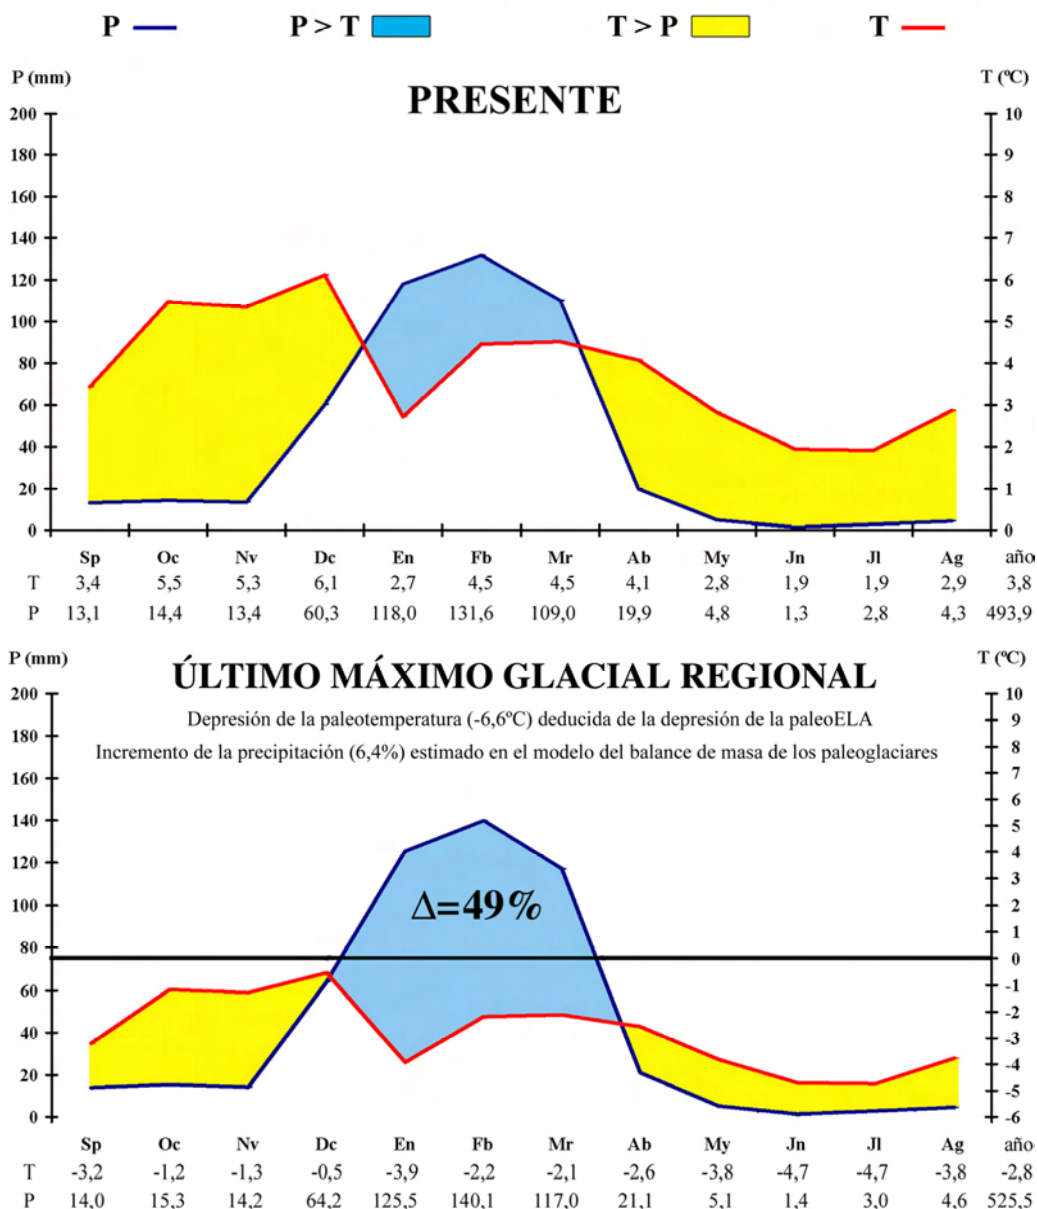 P P > T T > P T
P (mm) T (ºC)
PRESENTE
200 10
180 9
160 8
140 7
120 6
100 5
80 4
60 3
40 2
20 1
0 0
Sp Oc Nv Dc En Fb Mr Ab My Jn Jl Ag año
T 3,4 5,5 5,3 6,1 2,7 4,5 4,5 4,1 2,8 1,9 1,9 2,9 3,8
P 13,1 14,4 13,4 60,3 118,0 131,6 109,0 19,9 4,8 1,3 2,8 4,3 493,9
P (mm) T (ºC)
ÚLTIMO MÁXIMO GLACIAL REGIONAL
Depresión de la paleotemperatura (-6,6ºC) deducida de la depresión de la paleoELA
Incremento de la precipitación (6,4%) estimado en el modelo del balance de masa de los paleoglaciares
200 10
9
180 8
7
160 6
140 5
4
120 3
100 2
1
80 0
60 -1
-2
40 -3
20 -4
-5
0 -6
Δ=49%
Sp Oc Nv Dc En Fb Mr Ab My Jn Jl Ag año
T -3,2 -1,2 -1,3 -0,5 -3,9 -2,2 -2,1 -2,6 -3,8 -4,7 -4,7 -3,8 -2,8
P 14,0 15,3 14,2 64,2 125,5 140,1 117,0 21,1 5,1 1,4 3,0 4,6 525,5